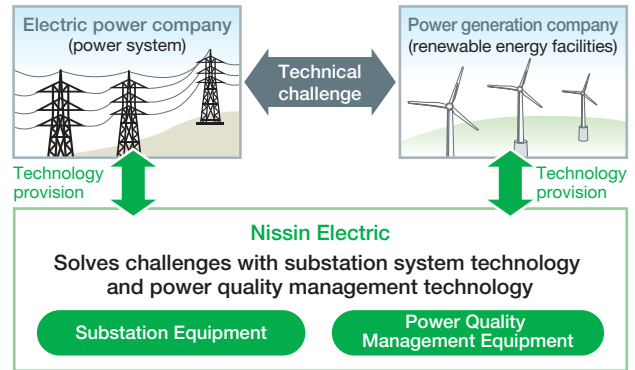 Electric power company
(power system)
Technical
challenge
Power generation company
(renewable energy facilities)
Technology
provision
Technology
provision
Nissin Electric
Solves challenges with substation system technology
and power quality management technology
Substation Equipment
Power Quality
Management Equipment